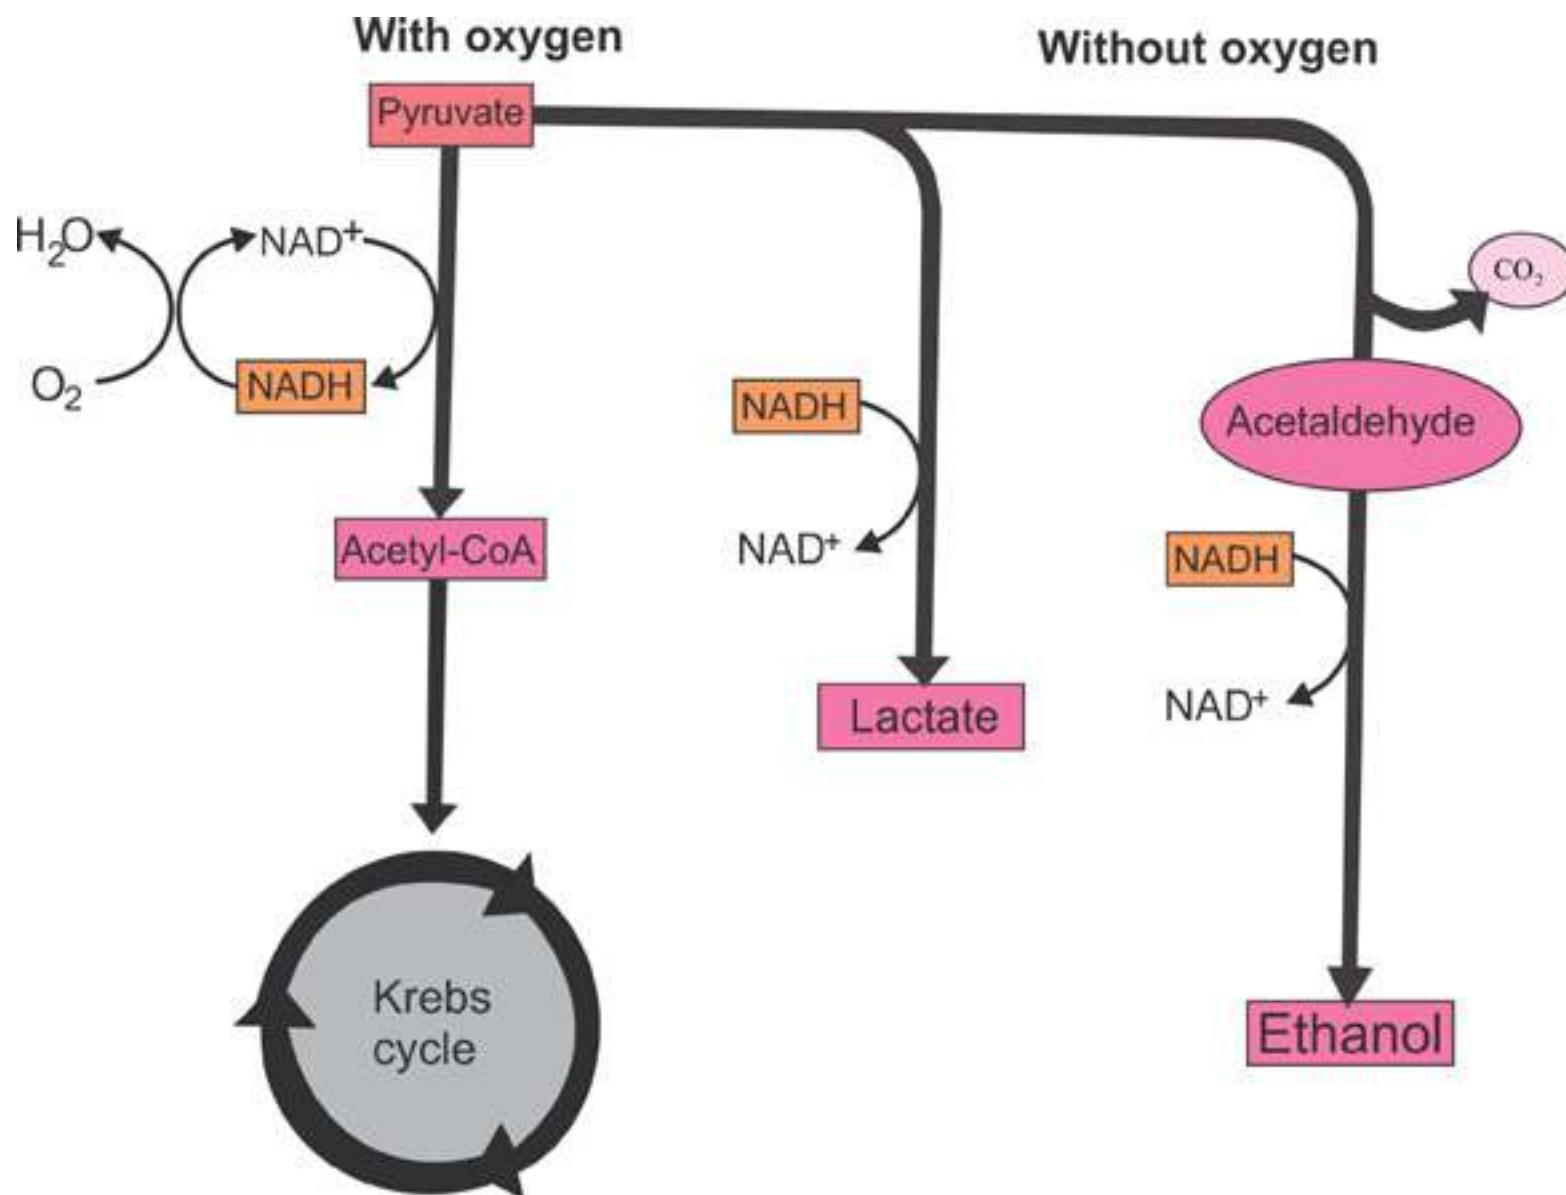 With oxygen
Without oxygen
Pyruvate
H₂O
NAD⁺
CO₂
O₂
NADH
NADH
Acetaldehyde
Acetyl-CoA
NAD⁺
NADH
Lactate
NAD⁺
Krebs
cycle
Ethanol